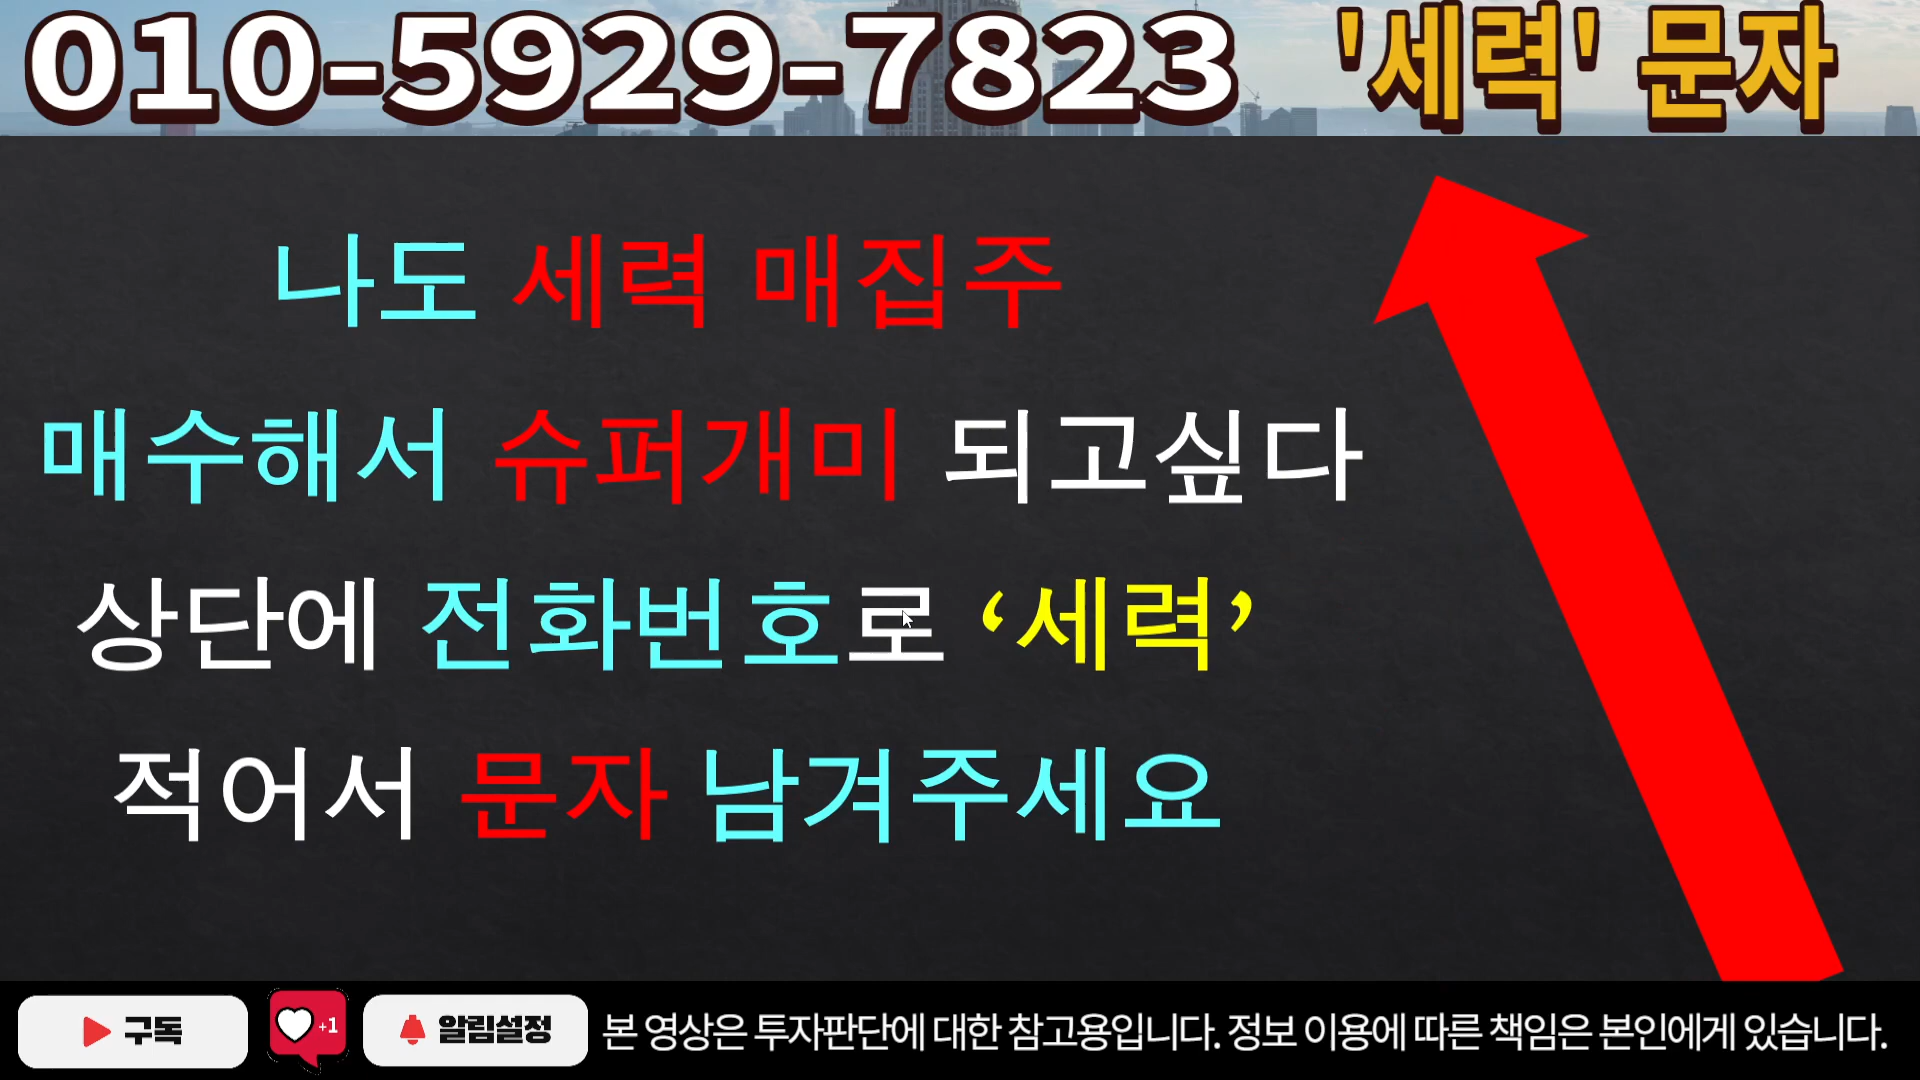 010-5929-7823 '세력' 문자
나도 세력 매집주
매수해서 슈퍼개미 되고싶다
상단에 전화번호로 ‘세력’
적어서 문자 남겨주세요
구독 +1 알림설정 본 영상은 투자판단에 대한 참고용입니다. 정보 이용에 따른 책임은 본인에게 있습니다.